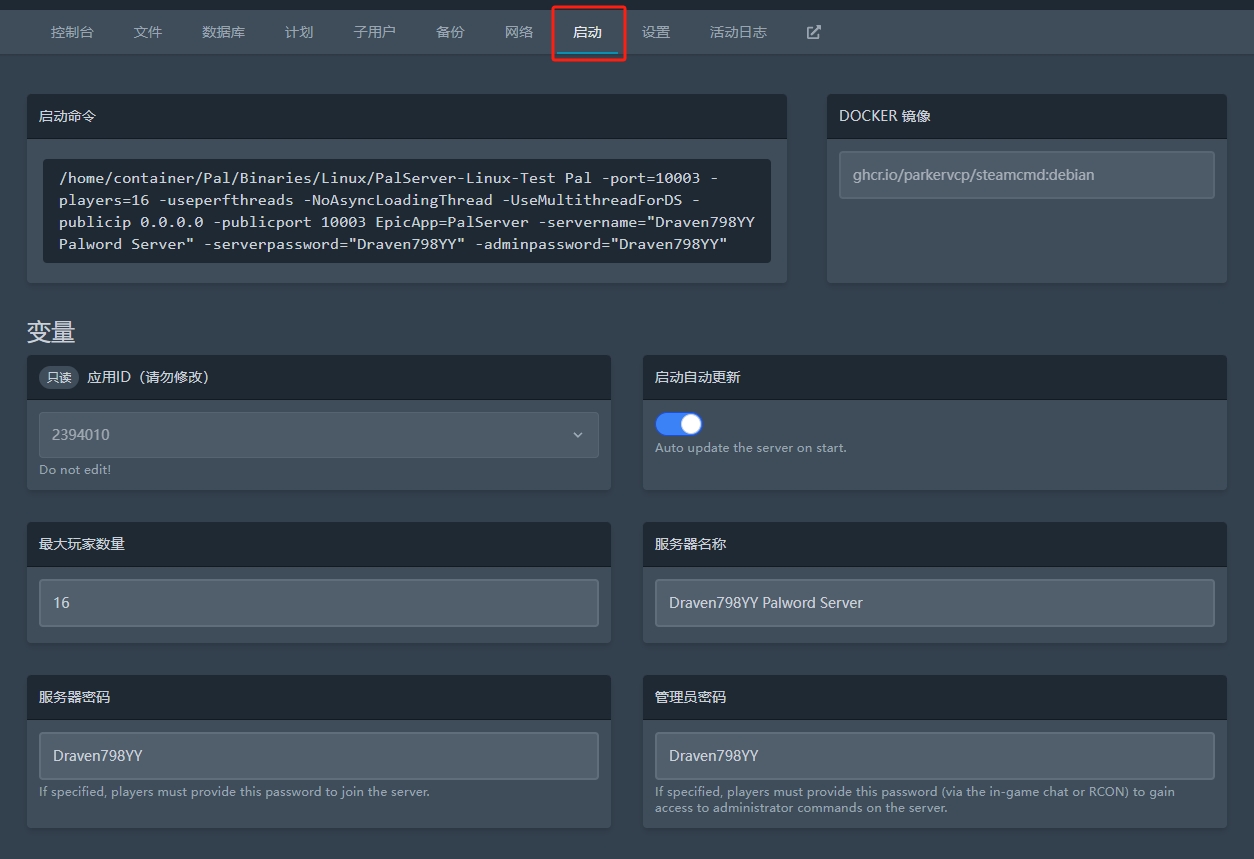 控制台 文件 数据库 计划 子用户 备份 网络 启动 设置 活动日志
启动命令
/home/container/Pal/Binaries/Linux/PalServer-Linux-Test Pal -port=10003 -
players=16 -useperfthreads -NoAsyncLoadingThread -UseMultithreadForDS -
publicip 0.0.0.0 -publicport 10003 EpicApp=PalServer -servername="Draven798YY
Palword Server" -serverpassword="Draven798YY" -adminpassword="Draven798YY"
DOCKER 镜像
ghcr.io/parkervcp/steamcmd:debian
变量
只读 应用ID（请勿修改）
2394010
Do not edit!
启动自动更新
Auto update the server on start.
最大玩家数量
16
服务器名称
Draven798YY Palword Server
服务器密码
Draven798YY
If specified, players must provide this password to join the server.
管理员密码
Draven798YY
If specified, players must provide this password (via the in-game chat or RCON) to gain
access to administrator commands on the server.